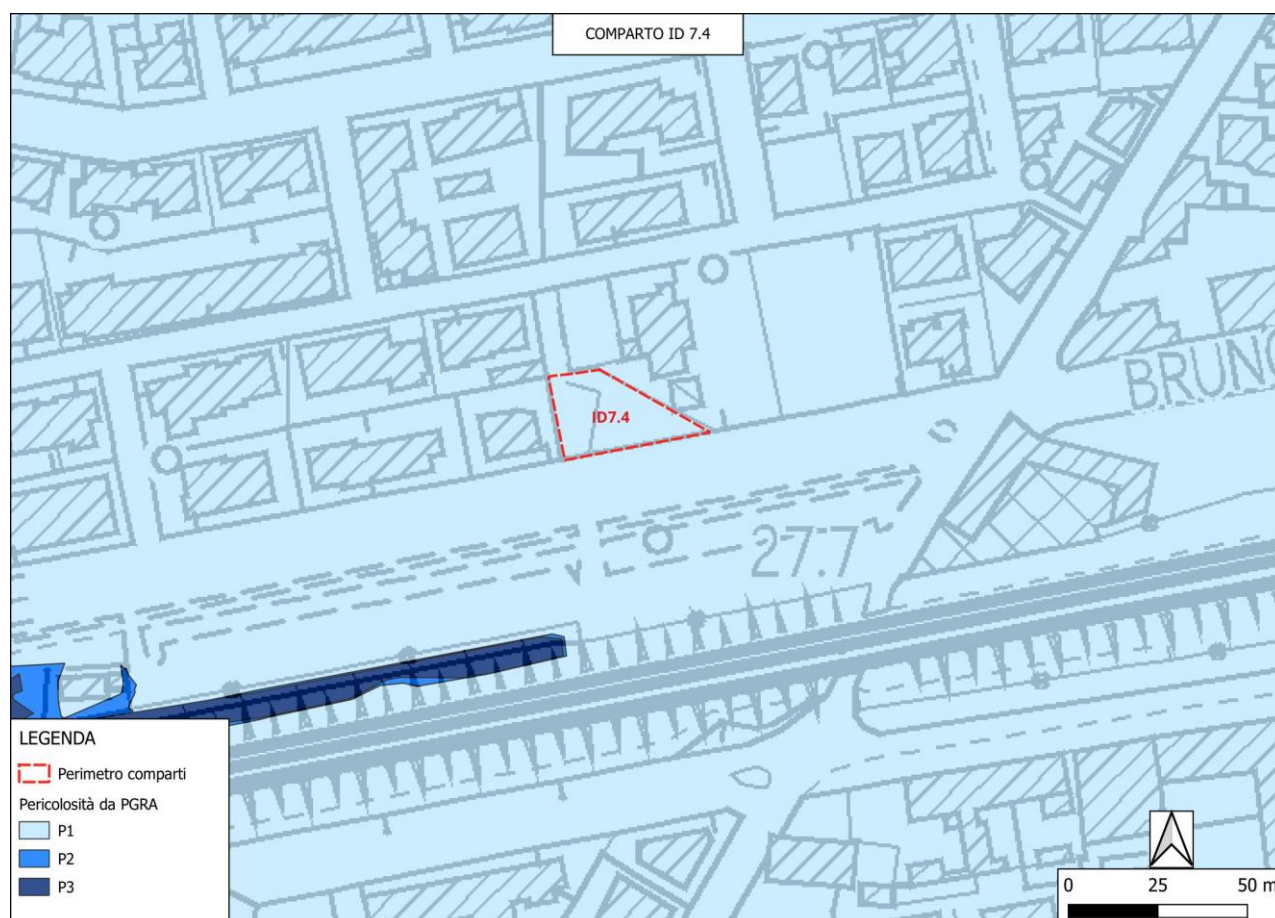 COMPARTO ID 7.4
BRUNO
ID7.4
27.7
LEGENDA
Perimetro comparti
Pericolosità da PGRA
P1
P2
P3
0 25 50 m